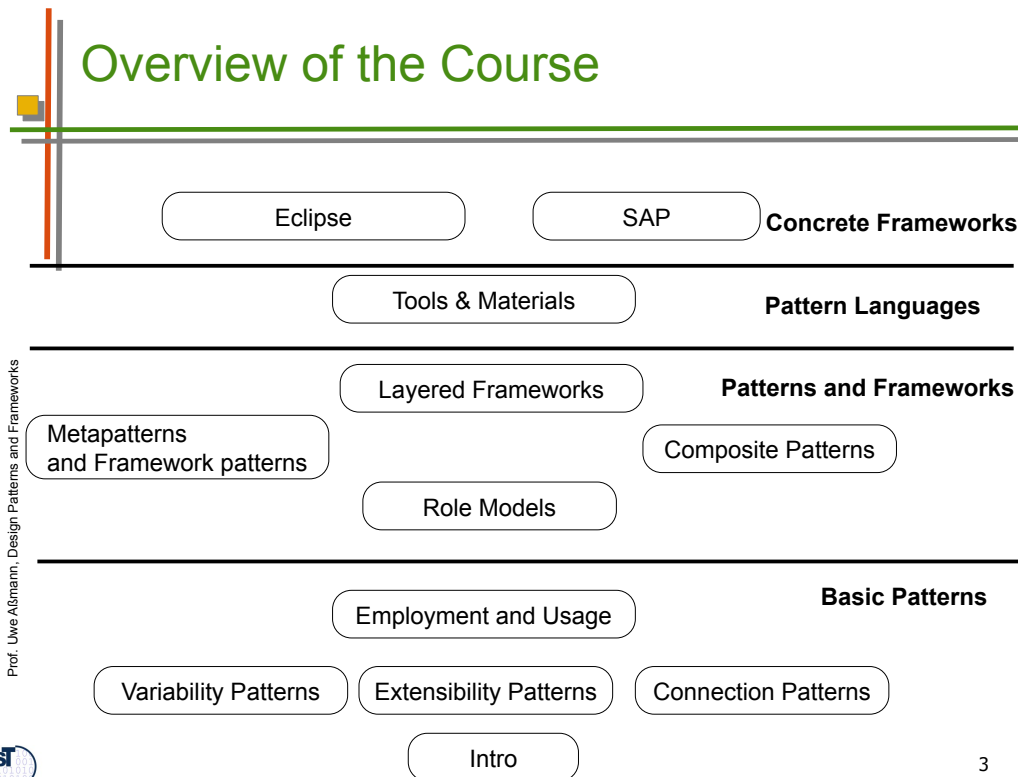 Overview of the Course
Eclipse
SAP
Concrete Frameworks
Tools & Materials
Pattern Languages
Layered Frameworks
Patterns and Frameworks
Metapatterns
and Framework patterns
Composite Patterns
Role Models
Basic Patterns
Employment and Usage
Variability Patterns
Extensibility Patterns
Connection Patterns
Intro
Prof. Uwe Aßmann, Design Patterns and Frameworks
3